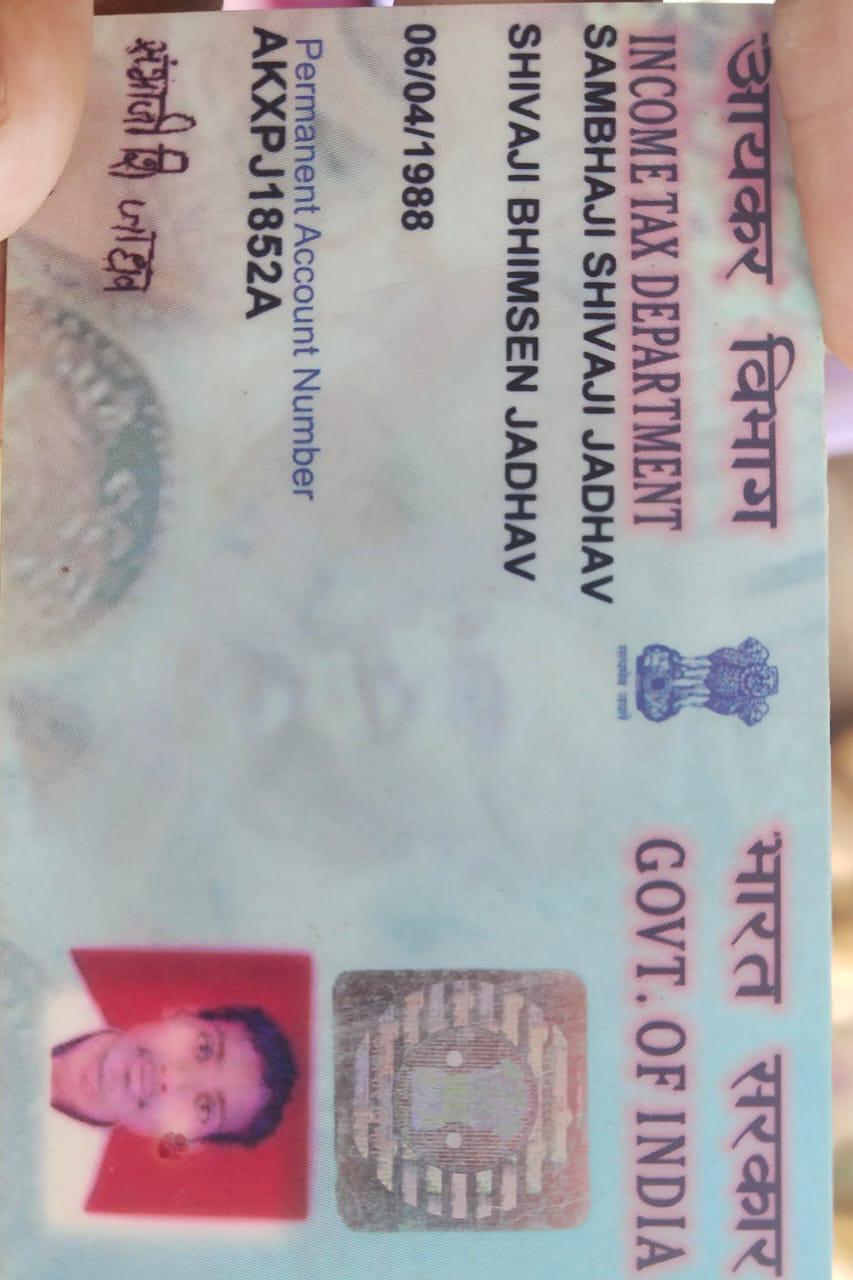 आयकर विभाग
भारत सरकार
INCOME TAX DEPARTMENT
GOVT. OF INDIA
सत्यमेव जयते
SAMBHAJI SHIVAJI JADHAV
SHIVAJI BHIMSEN JADHAV
06/04/1988
Permanent Account Number
AKXPJ1852A
संभाजी शि जाधव